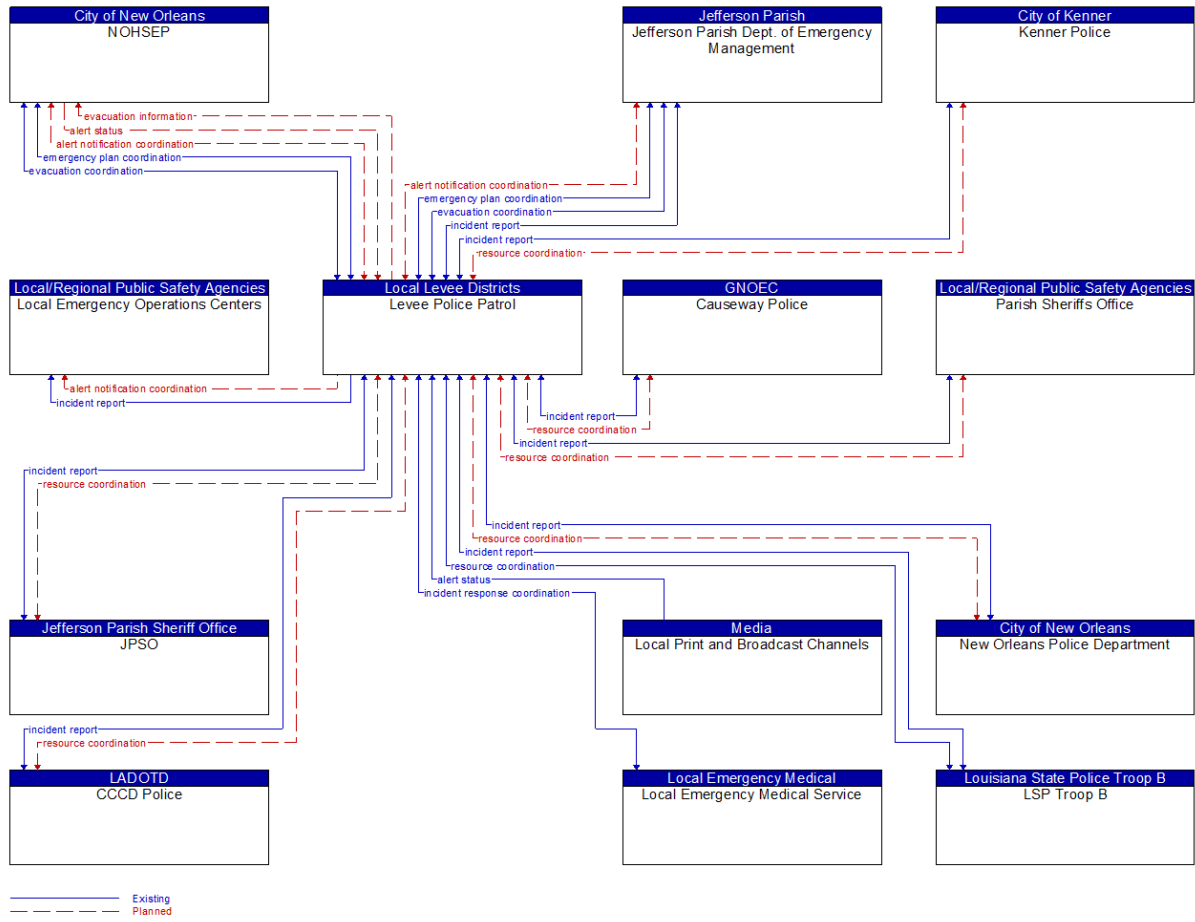 City of New Orleans
NOHSEP
Jefferson Parish
Jefferson Parish Dept. of Emergency
Management
City of Kenner
Kenner Police
evacuation information
alert status
alert notification coordination
emergency plan coordination
evacuation coordination
alert notification coordination
emergency plan coordination
evacuation coordination
incident report
incident report
resource coordination
Local/Regional Public Safety Agencies
Local Emergency Operations Centers
Local Levee Districts
Levee Police Patrol
GNOEC
Causeway Police
Local/Regional Public Safety Agencies
Parish Sheriffs Office
alert notification coordination
incident report
incident report
resource coordination
incident report
resource coordination
incident report
resource coordination
incident report
resource coordination
incident report
resource coordination
alert status
incident response coordination
Jefferson Parish Sheriff Office
JPSO
Media
Local Print and Broadcast Channels
City of New Orleans
New Orleans Police Department
incident report
resource coordination
LADOTD
CCCD Police
Local Emergency Medical
Local Emergency Medical Service
Louisiana State Police Troop B
LSP Troop B
Existing
Planned